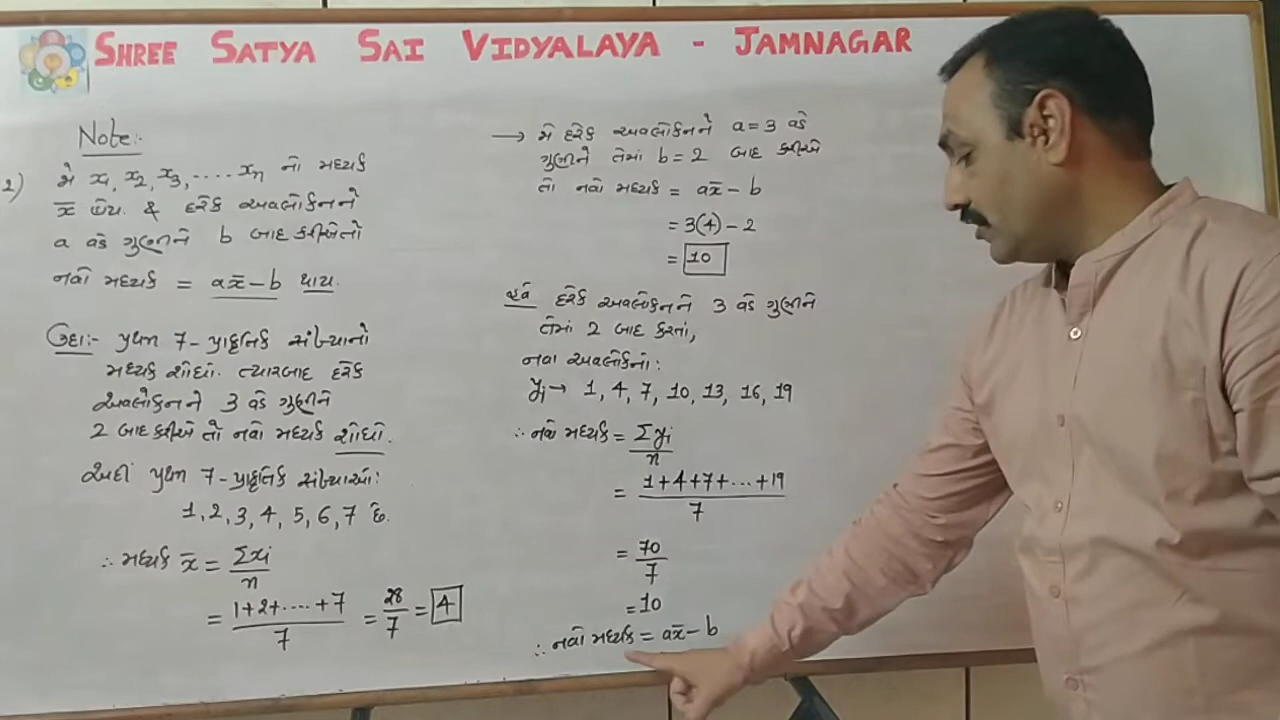 SHREE SATYA SAI VIDYALAYA - JAMNAGAR
Note:-
2) જો x₁, x₂, x₃, ....xₙ નો મધ્યક
x̄ હોય & દરેક અવલોકનને
a વડે ગુણીને b બાદ કરીએ તો
નવો મધ્યક = ax̄ - b થાય.
ઉદા:- પ્રથમ 7-પ્રાકૃતિક સંખ્યાનો
મધ્યક શોધો. ત્યારબાદ દરેક
અવલોકનને 3 વડે ગુણીને
2 બાદ કરીએ તો નવો મધ્યક શોધો.
અહીં પ્રથમ 7-પ્રાકૃતિક સંખ્યાઓ:
1, 2, 3, 4, 5, 6, 7 છે.
∴ મધ્યક x̄ = Σxi/n
= 1+2+....+7/7 = 28/7 = 4
→ જો દરેક અવલોકનને a=3 વડે
ગુણીને તેમાં b=2 બાદ કરીએ
તો નવો મધ્યક = ax̄ - b
= 3(4) - 2
= 10
હવે દરેક અવલોકનને 3 વડે ગુણીને
તેમાં 2 બાદ કરતાં,
નવા અવલોકનો:
yi → 1, 4, 7, 10, 13, 16, 19
∴ નવો મધ્યક = Σyi/n
= 1+4+7+...+19/7
= 70/7
= 10
∴ નવો મધ્યક = ax̄ - b